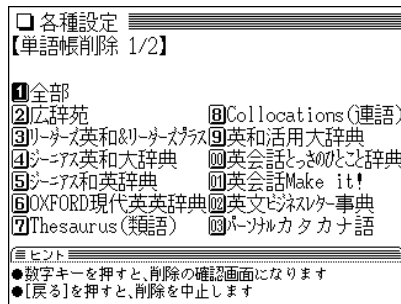 各種設定
【単語帳削除 1/2】
1全部
2広辞苑 8Collocations(連語)
3リーダーズ英和&リーダーズプラス 9英和活用大辞典
4ジーニアス英和大辞典 00英会話とっさのひとこと辞典
5ジーニアス和英辞典 01英会話Make it!
6OXFORD現代英英辞典 02英文ビジネスレター事典
7Thesaurus(類語) 03パーソナルカタカナ語
ヒント
●数字キーを押すと、削除の確認画面になります
●[戻る]を押すと、削除を中止します